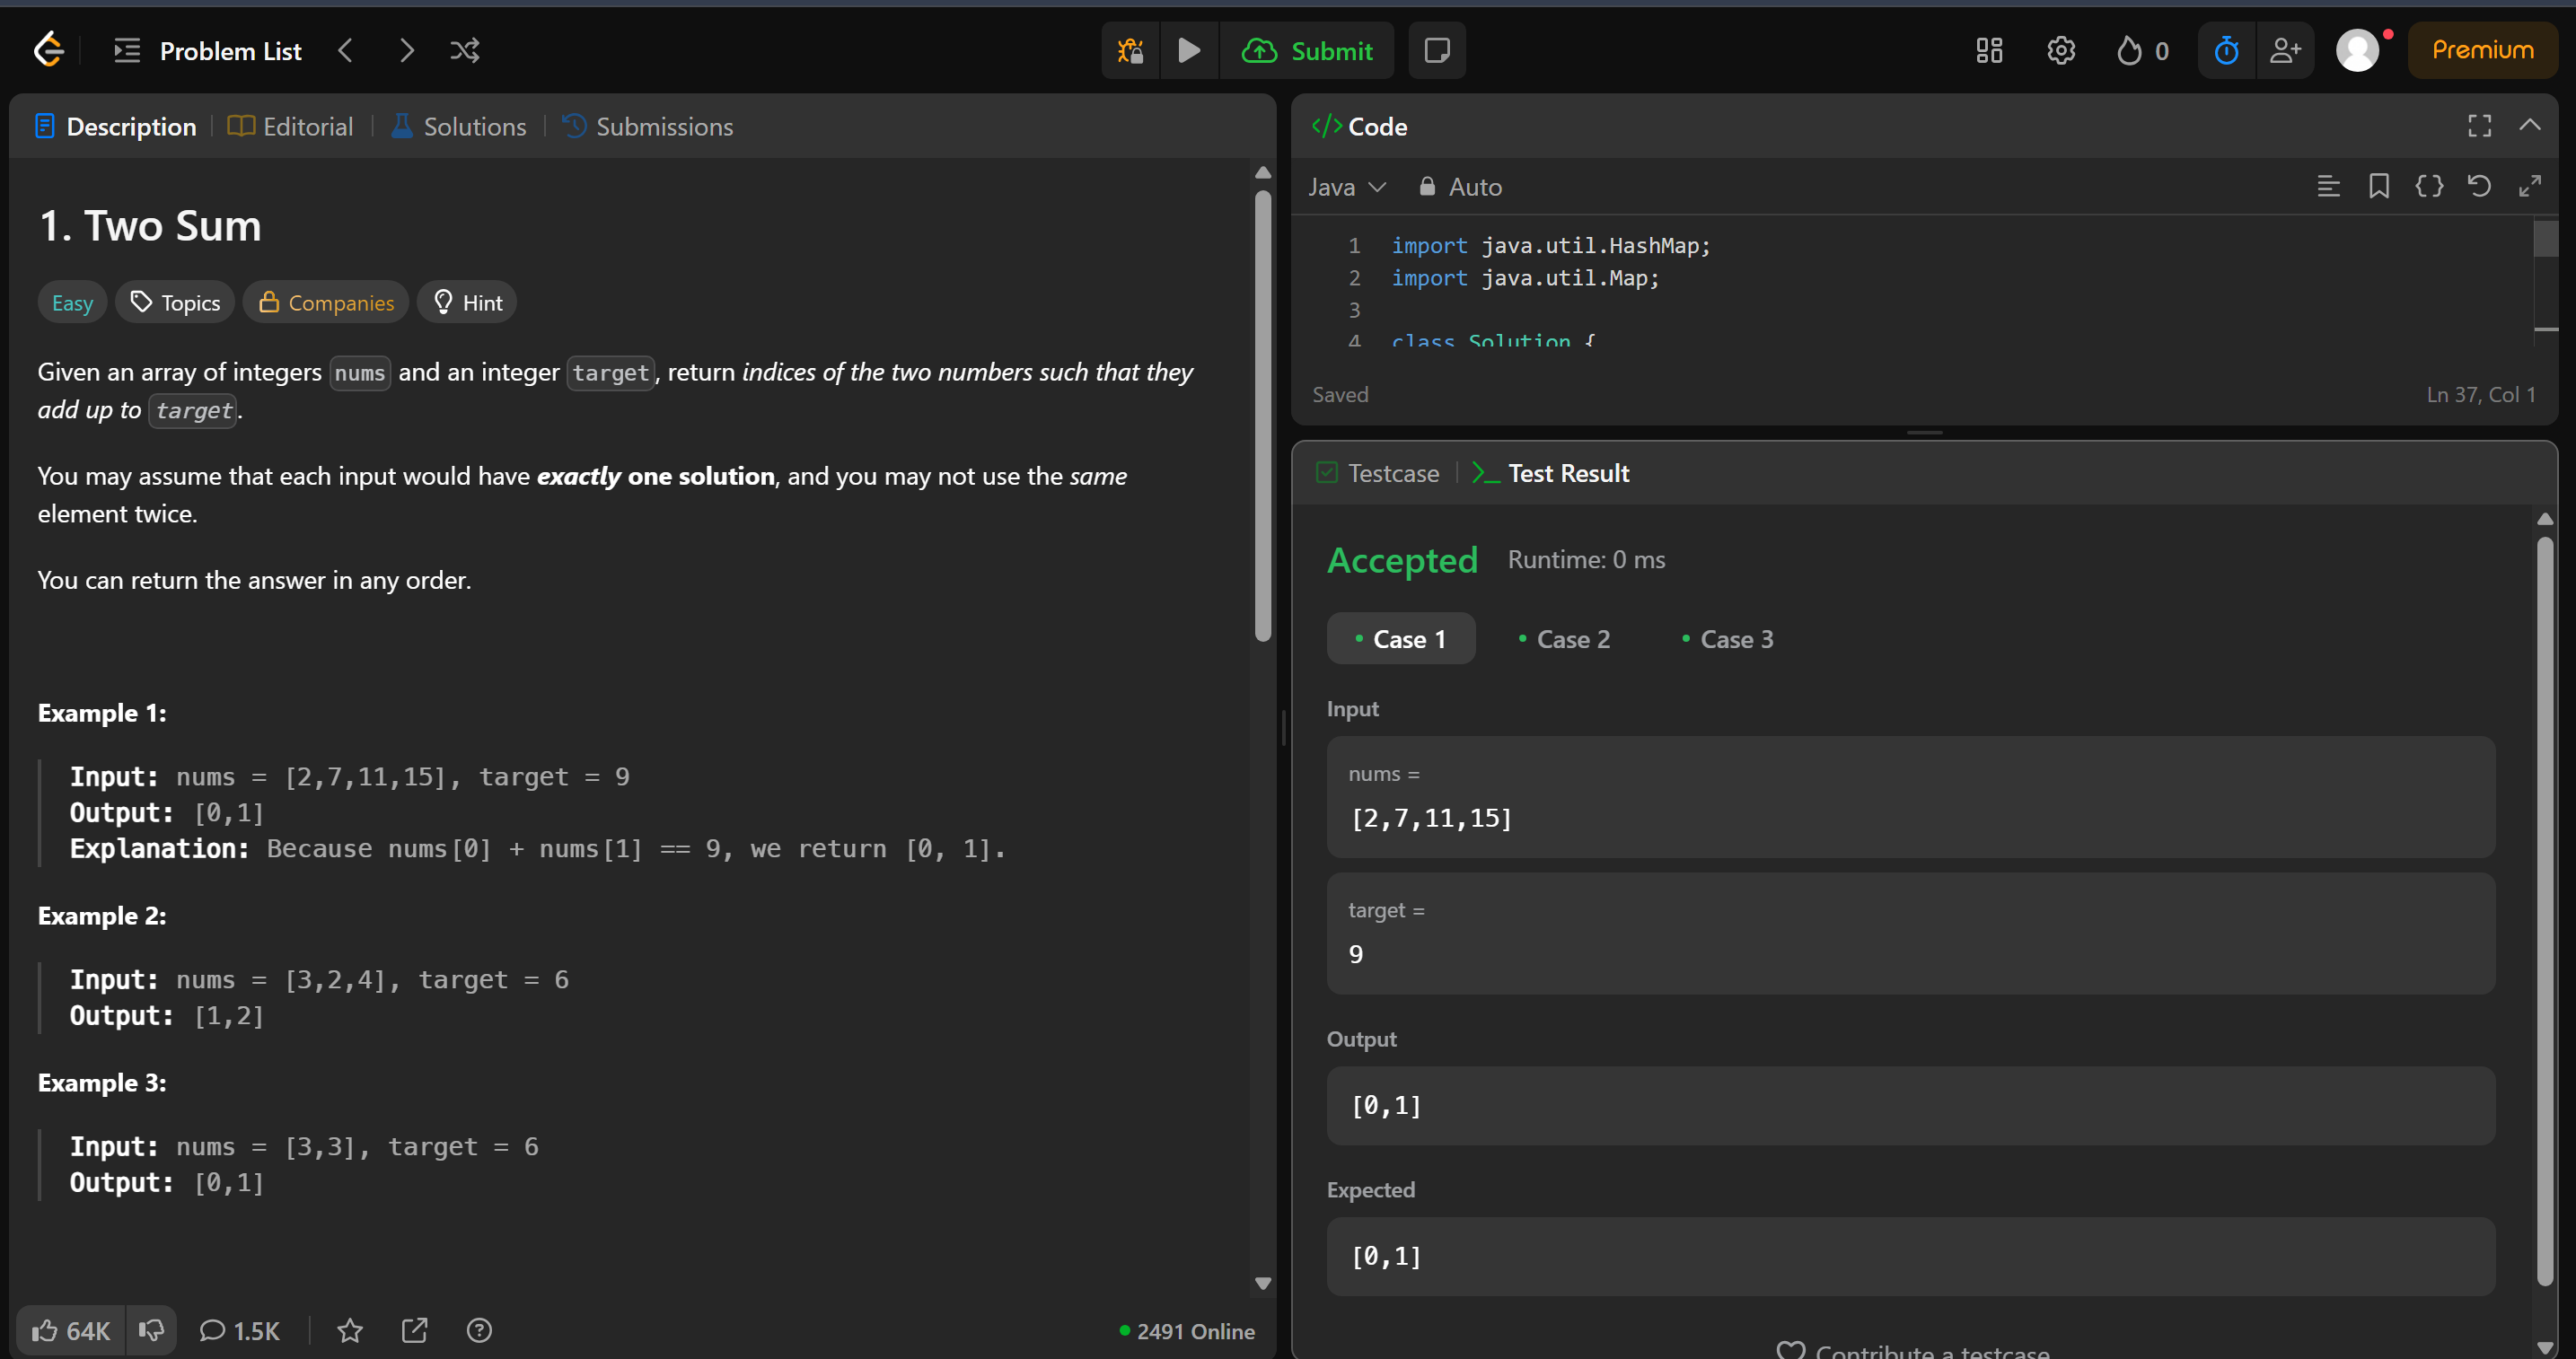 Problem List
Submit
0
Premium
Description
Editorial
Solutions
Submissions
1. Two Sum
Easy
Topics
Companies
Hint
Given an array of integers nums and an integer target, return indices of the two numbers such that they
add up to target.
You may assume that each input would have exactly one solution, and you may not use the same
element twice.
You can return the answer in any order.
Example 1:
Input: nums = [2,7,11,15], target = 9
Output: [0,1]
Explanation: Because nums[0] + nums[1] == 9, we return [0, 1].
Example 2:
Input: nums = [3,2,4], target = 6
Output: [1,2]
Example 3:
Input: nums = [3,3], target = 6
Output: [0,1]
64K
1.5K
2491 Online
</> Code
Java
Auto
1 import java.util.HashMap;
2 import java.util.Map;
3
4 class Solution {
Saved
Ln 37, Col 1
Testcase
>_ Test Result
Accepted
Runtime: 0 ms
Case 1
Case 2
Case 3
Input
nums =
[2,7,11,15]
target =
9
Output
[0,1]
Expected
[0,1]
Contribute a testcase